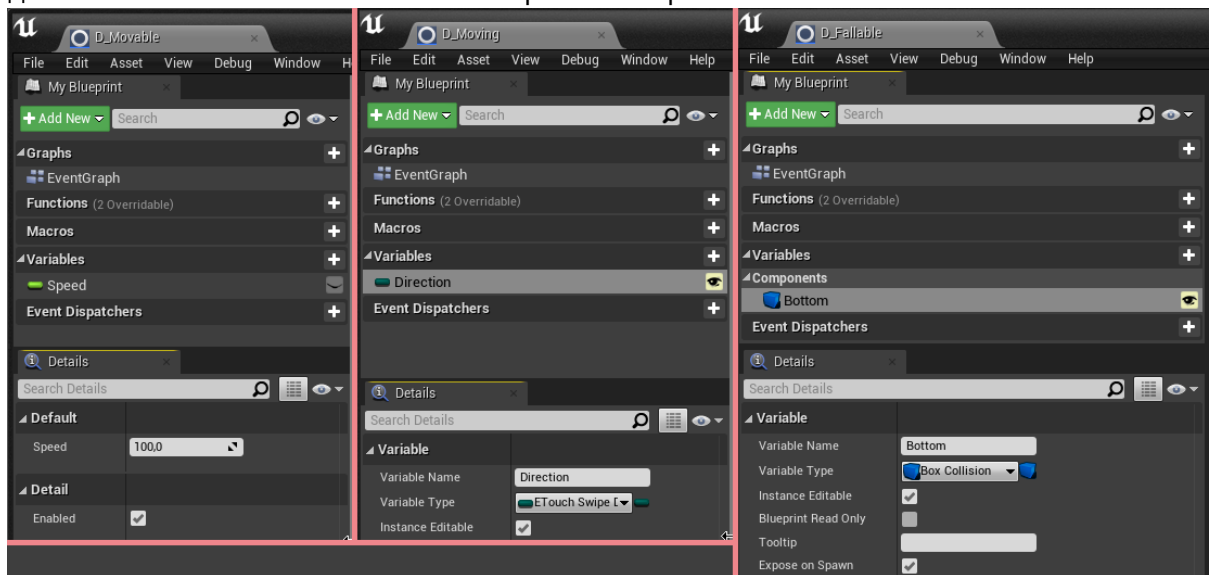 D_Movable
File Edit Asset View Debug Window
My Blueprint
Add New Search
Graphs
EventGraph
Functions (2 Overridable)
Macros
Variables
Speed
Event Dispatchers
Details
Search Details
Default
Speed 100,0
Detail
Enabled
D_Moving
File Edit Asset View Debug Window Help
My Blueprint
Add New Search
Graphs
EventGraph
Functions (2 Overridable)
Macros
Variables
Direction
Event Dispatchers
Details
Search Details
Variable
Variable Name Direction
Variable Type ETouch Swipe
Instance Editable
D_Fallable
File Edit Asset View Debug Window Help
My Blueprint
Add New Search
Graphs
EventGraph
Functions (2 Overridable)
Macros
Variables
Components
Bottom
Event Dispatchers
Details
Search Details
Variable
Variable Name Bottom
Variable Type Box Collision
Instance Editable
Blueprint Read Only
Tooltip
Expose on Spawn